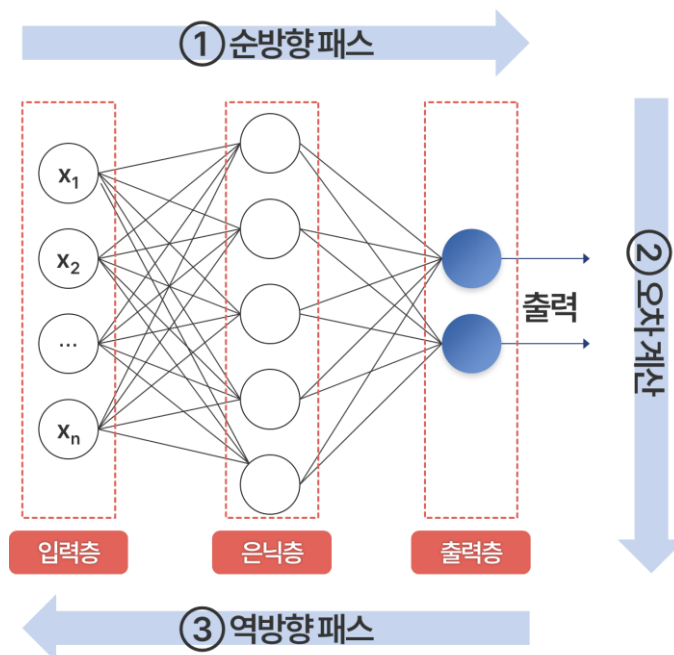 ① 순방향 패스
x1
x2
...
xn
출력
② 오차 계산
입력층
은닉층
출력층
③ 역방향 패스